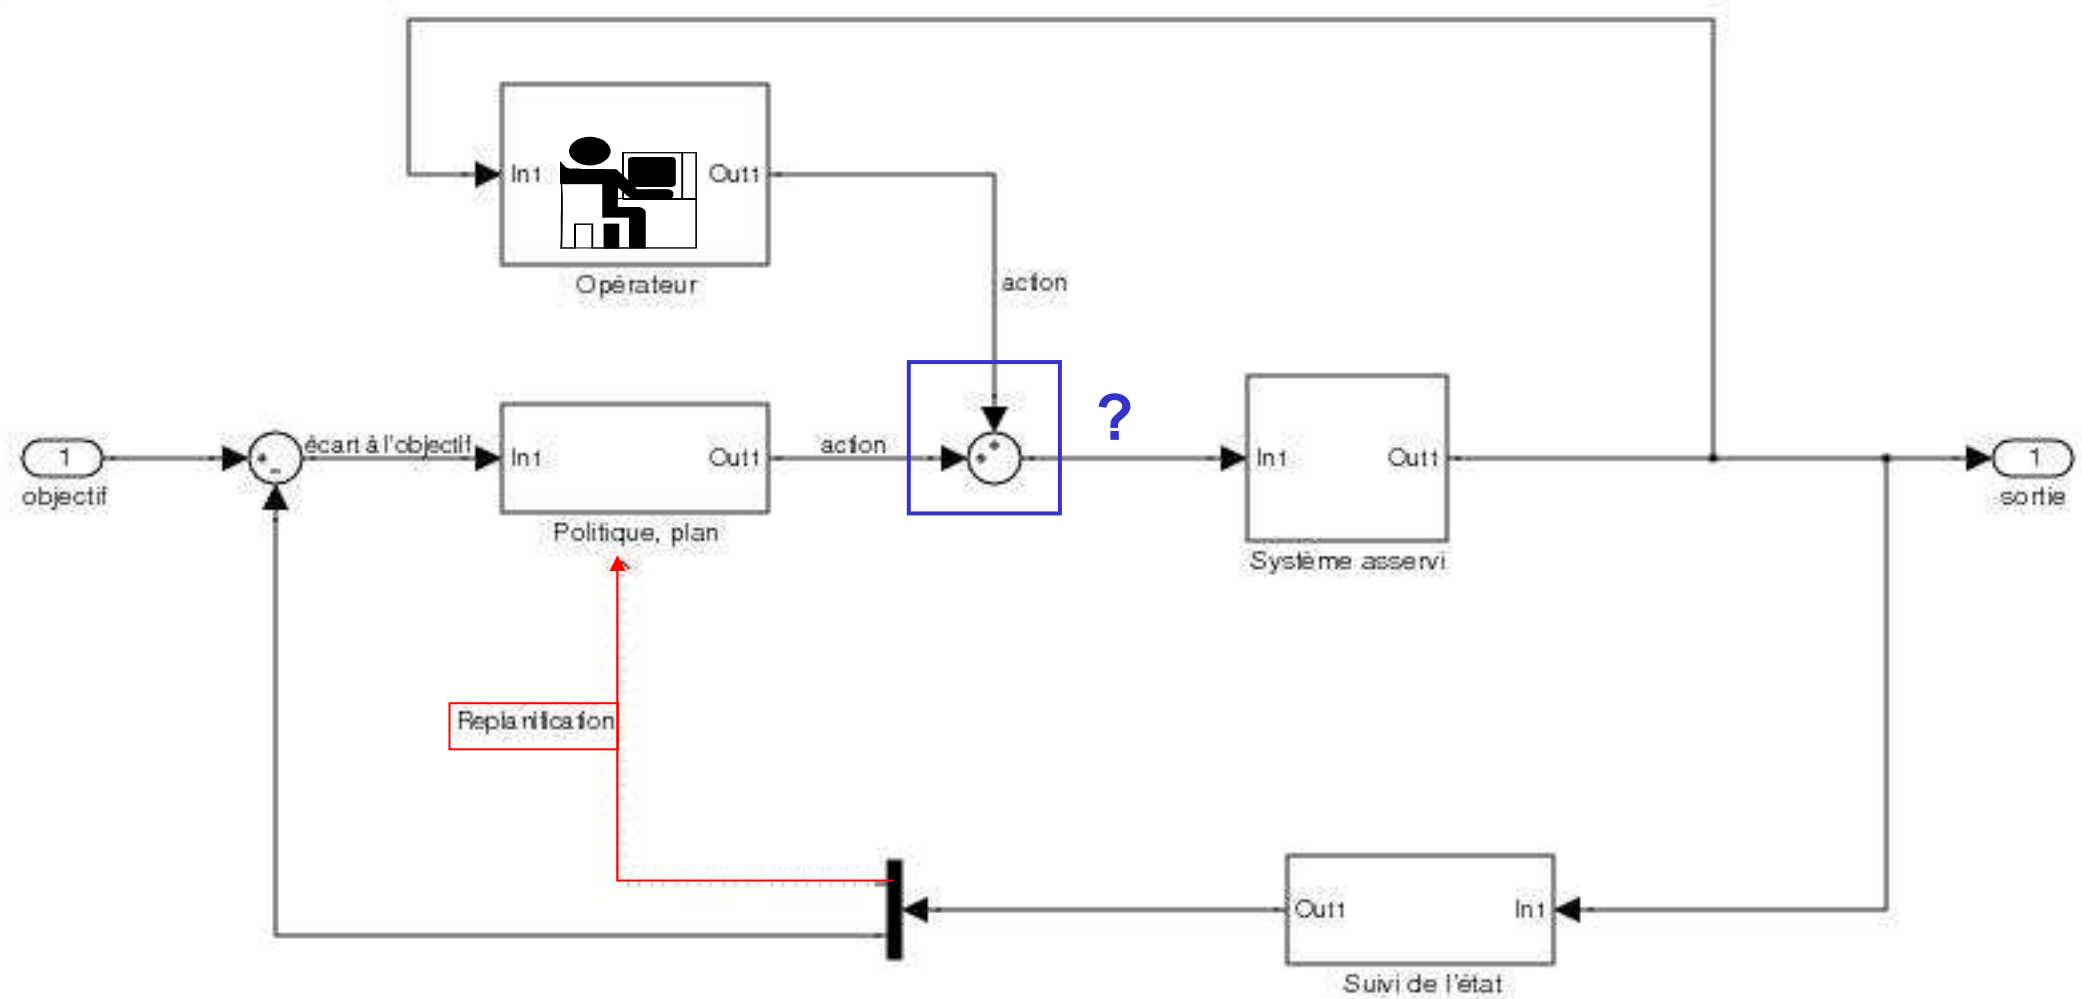 In1
Out1
Opérateur
action
1
objectif
+
-
écart à l'objectif
In1
Out1
Politique, plan
action
+
+
?
In1
Out1
Système asservi
1
sortie
Replanification
Out1
In1
Suivi de l'état